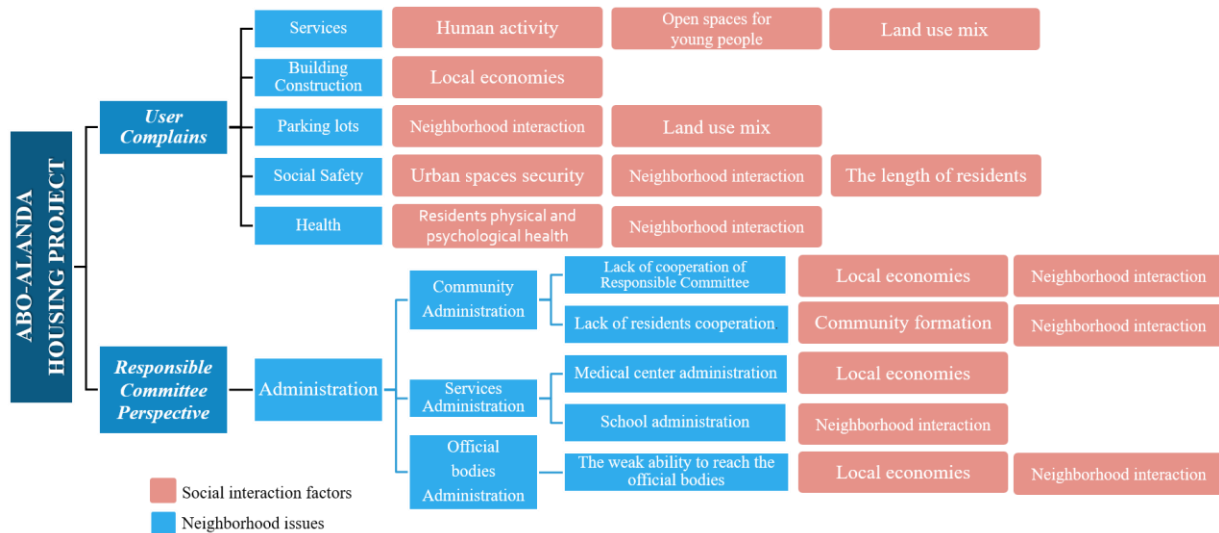 ABO-ALANDA
HOUSING PROJECT
User
Complains
Services
Human activity
Open spaces for
young people
Land use mix
Building
Construction
Local economies
Parking lots
Neighborhood interaction
Land use mix
Social Safety
Urban spaces security
Neighborhood interaction
The length of residents
Health
Residents physical and
psychological health
Neighborhood interaction
Responsible
Committee
Perspective
Administration
Community
Administration
Lack of cooperation of
Responsible Committee
Local economies
Neighborhood interaction
Lack of residents cooperation.
Community formation
Neighborhood interaction
Services
Administration
Medical center administration
Local economies
School administration
Neighborhood interaction
Official
bodies
Administration
The weak ability to reach the
official bodies
Local economies
Neighborhood interaction
Social interaction factors
Neighborhood issues